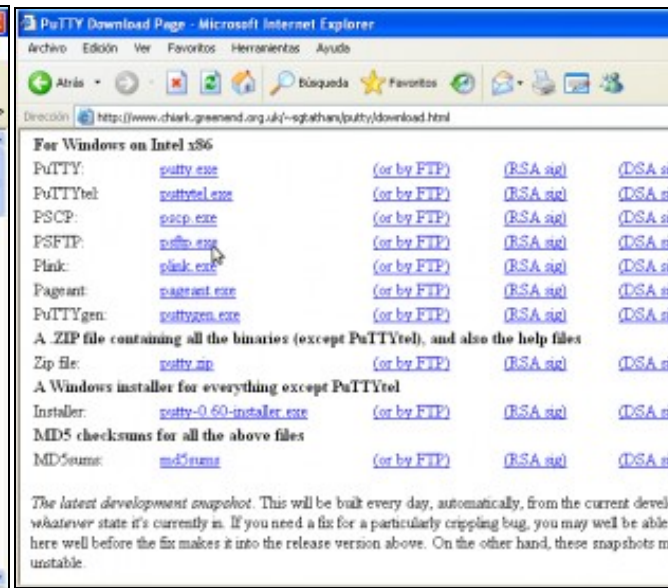 PuTTY Download Page - Microsoft Internet Explorer
Archivo Edición Ver Favoritos Herramientas Ayuda
Atrás Búsqueda Favoritos
Dirección http://www.chiark.greenend.org.uk/~sgtatham/putty/download.html
For Windows on Intel x86
PuTTY: putty.exe (or by FTP) (RSA sig) (DSA s
PuTTYtel: puttytel.exe (or by FTP) (RSA sig) (DSA s
PSCP: pscp.exe (or by FTP) (RSA sig) (DSA s
PSFTP: psftp.exe (or by FTP) (RSA sig) (DSA s
Plink: plink.exe (or by FTP) (RSA sig) (DSA s
Pageant: pageant.exe (or by FTP) (RSA sig) (DSA s
PuTTYgen: puttygen.exe (or by FTP) (RSA sig) (DSA s
A .ZIP file containing all the binaries (except PuTTYtel), and also the help files
Zip file: putty.zip (or by FTP) (RSA sig) (DSA s
A Windows installer for everything except PuTTYtel
Installer: putty-0.60-installer.exe (or by FTP) (RSA sig) (DSA s
MD5 checksums for all the above files
MD5sums: md5sums (or by FTP) (RSA sig) (DSA s
The latest development snapshot. This will be built every day, automatically, from the current devel
whatever state it's currently in. If you need a fix for a particularly crippling bug, you may well be able
here well before the fix makes it into the release version above. On the other hand, these snapshots m
unstable.